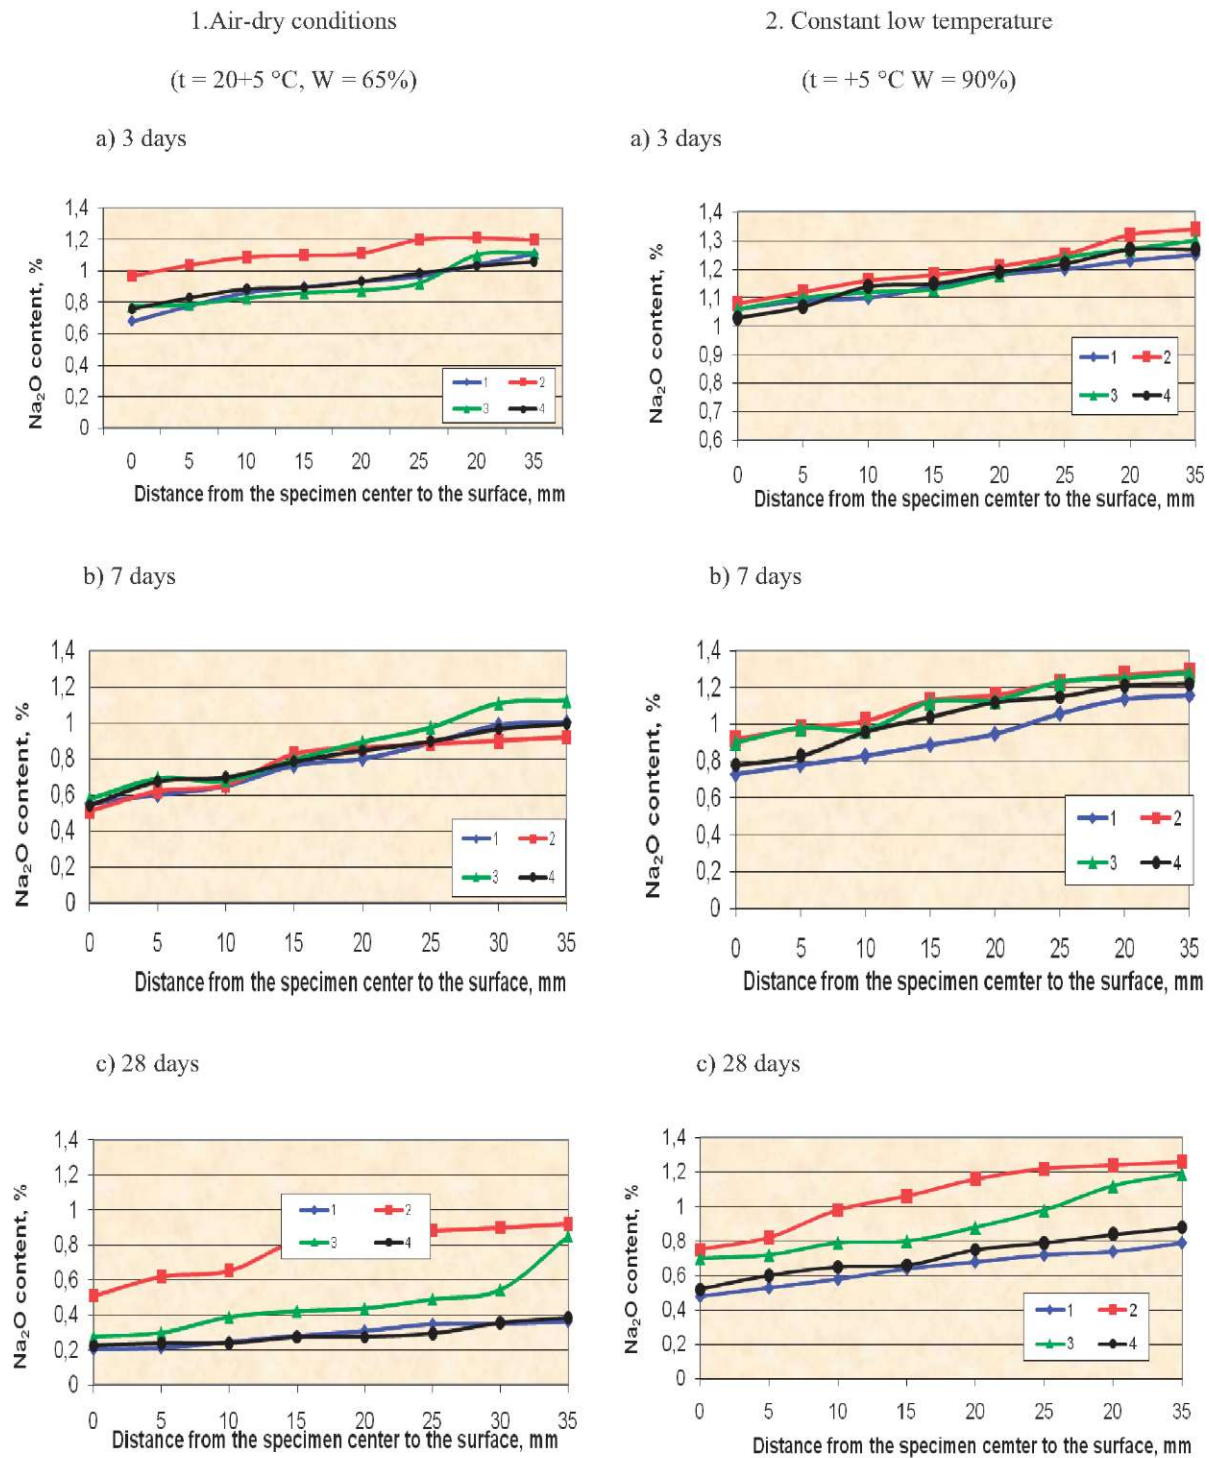 1.Air-dry conditions
(t = 20+5 °C, W = 65%)
a) 3 days
Na₂O content, %
1,4
1,2
1
0,8
0,6
0,4
0,2
0
1 2
3 4
0 5 10 15 20 25 20 35
Distance from the specimen center to the surface, mm
2. Constant low temperature
(t = +5 °C W = 90%)
a) 3 days
Na₂O content, %
1,4
1,3
1,2
1,1
1
0,9
0,8
0,7
0,6
1 2
3 4
0 5 10 15 20 25 20 35
Distance from the specimen cemter to the surface, mm
b) 7 days
Na₂O content, %
1,4
1,2
1
0,8
0,6
0,4
0,2
0
1 2
3 4
0 5 10 15 20 25 30 35
Distance from the specimen center to the surface, mm
b) 7 days
Na₂O content, %
1,4
1,2
1
0,8
0,6
0,4
0,2
0
1 2
3 4
0 5 10 15 20 25 20 35
Distance from the specimen cemter to the surface, mm
c) 28 days
Na₂O content, %
1,4
1,2
1
0,8
0,6
0,4
0,2
0
1 2
3 4
0 5 10 15 20 25 30 35
Distance from the specimen center to the surface, mm
c) 28 days
Na₂O content, %
1,4
1,2
1
0,8
0,6
0,4
0,2
0
1 2
3 4
0 5 10 15 20 25 20 35
Distance from the specimen cemter to the surface, mm